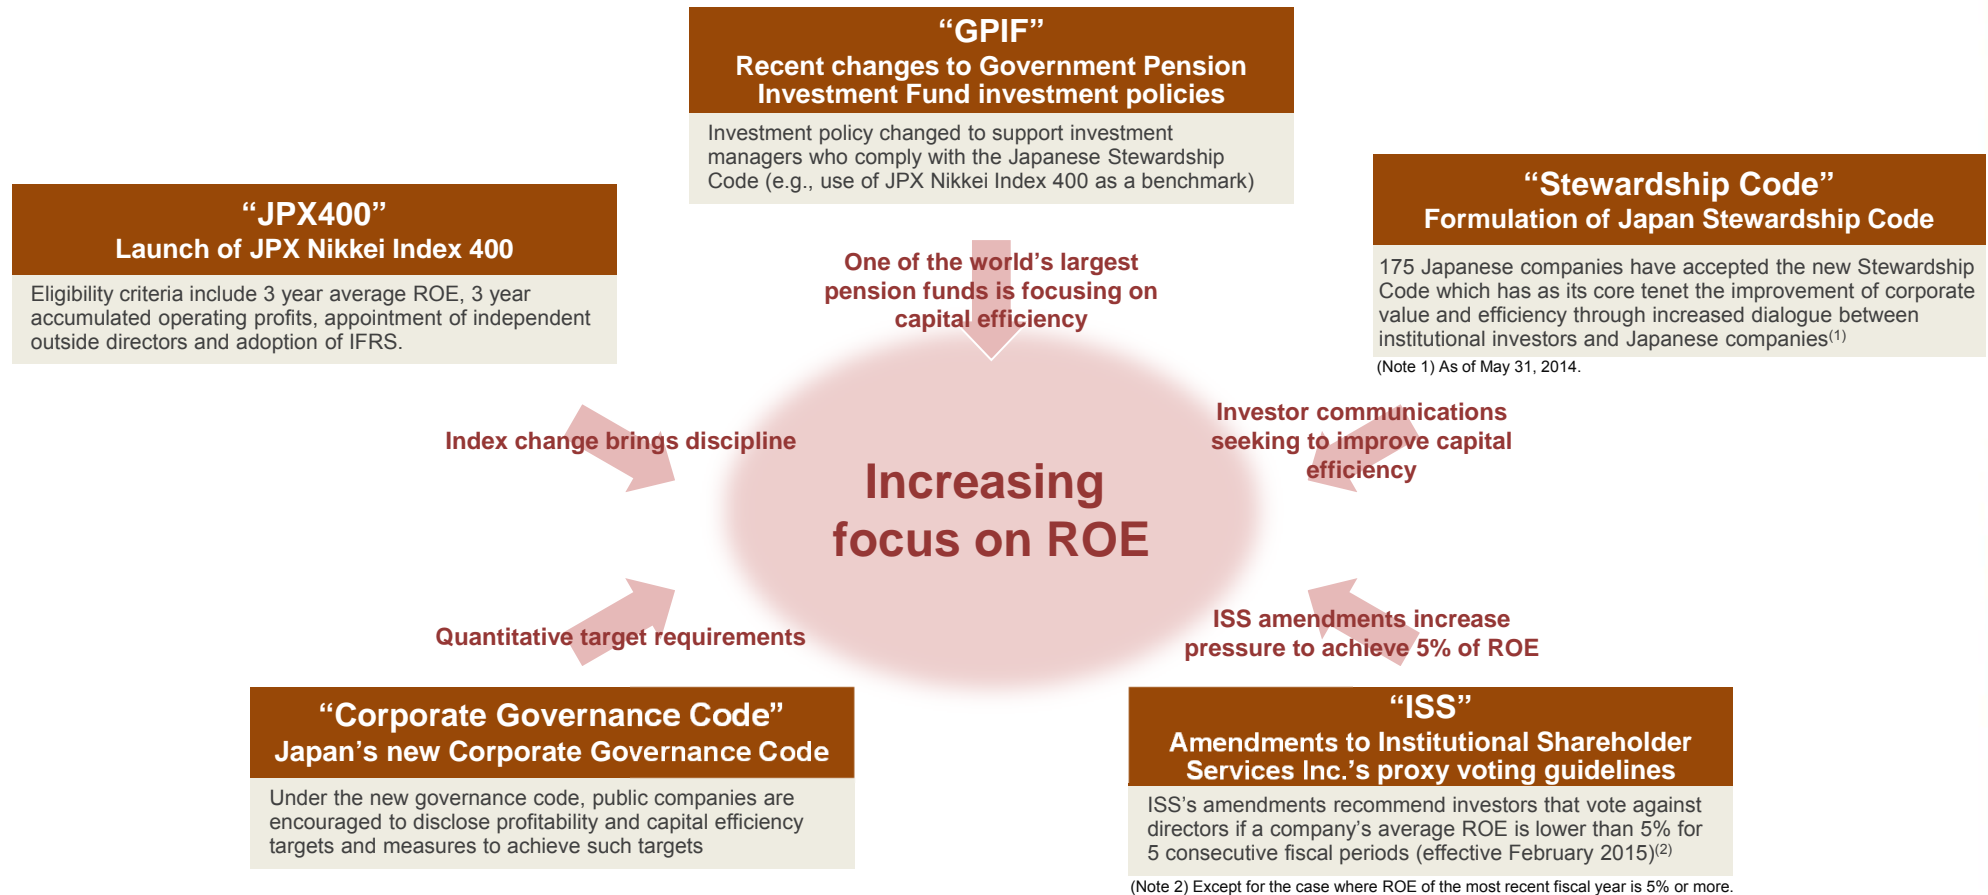 “GPIF”
Recent changes to Government Pension
Investment Fund investment policies
Investment policy changed to support investment
managers who comply with the Japanese Stewardship
Code (e.g., use of JPX Nikkei Index 400 as a benchmark)
“JPX400”
Launch of JPX Nikkei Index 400
Eligibility criteria include 3 year average ROE, 3 year
accumulated operating profits, appointment of independent
outside directors and adoption of IFRS.
“Stewardship Code”
Formulation of Japan Stewardship Code
175 Japanese companies have accepted the new Stewardship
Code which has as its core tenet the improvement of corporate
value and efficiency through increased dialogue between
institutional investors and Japanese companies(1)
(Note 1) As of May 31, 2014.
One of the world’s largest
pension funds is focusing on
capital efficiency
Index change brings discipline
Investor communications
seeking to improve capital
efficiency
Increasing
focus on ROE
Quantitative target requirements
ISS amendments increase
pressure to achieve 5% of ROE
“Corporate Governance Code”
Japan’s new Corporate Governance Code
Under the new governance code, public companies are
encouraged to disclose profitability and capital efficiency
targets and measures to achieve such targets
“ISS”
Amendments to Institutional Shareholder
Services Inc.’s proxy voting guidelines
ISS’s amendments recommend investors that vote against
directors if a company’s average ROE is lower than 5% for
5 consecutive fiscal periods (effective February 2015)(2)
(Note 2) Except for the case where ROE of the most recent fiscal year is 5% or more.